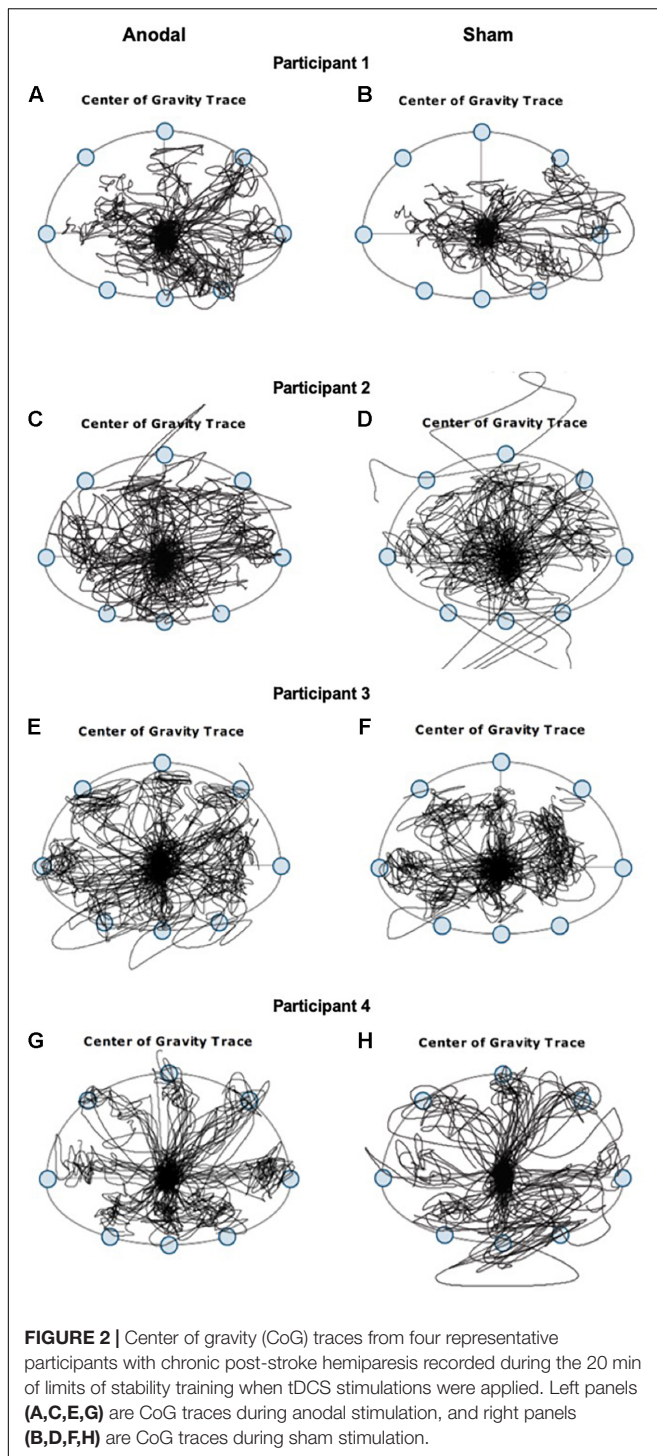 Anodal Sham
Participant 1
A B
Center of Gravity Trace Center of Gravity Trace
Participant 2
C D
Center of Gravity Trace Center of Gravity Trace
Participant 3
E F
Center of Gravity Trace Center of Gravity Trace
Participant 4
G H
Center of Gravity Trace Center of Gravity Trace
FIGURE 2 | Center of gravity (CoG) traces from four representative
participants with chronic post-stroke hemiparesis recorded during the 20 min
of limits of stability training when tDCS stimulations were applied. Left panels
(A,C,E,G) are CoG traces during anodal stimulation, and right panels
(B,D,F,H) are CoG traces during sham stimulation.